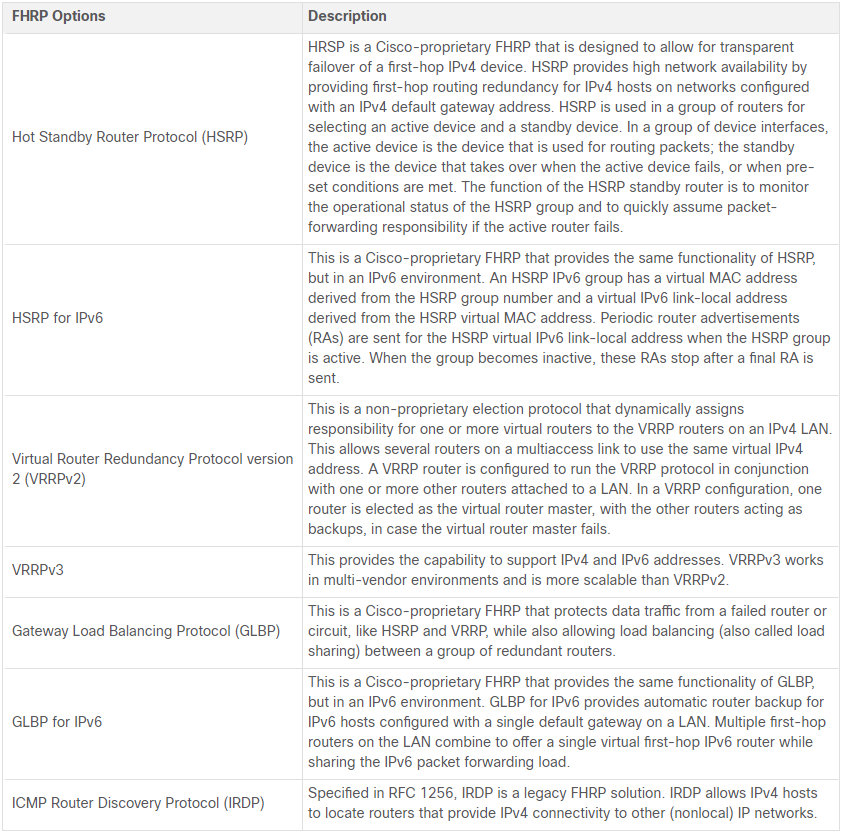 FHRP Options
Description
Hot Standby Router Protocol (HSRP)
HRSP is a Cisco-proprietary FHRP that is designed to allow for transparent
failover of a first-hop IPv4 device. HSRP provides high network availability by
providing first-hop routing redundancy for IPv4 hosts on networks configured
with an IPv4 default gateway address. HSRP is used in a group of routers for
selecting an active device and a standby device. In a group of device interfaces,
the active device is the device that is used for routing packets; the standby
device is the device that takes over when the active device fails, or when pre-
set conditions are met. The function of the HSRP standby router is to monitor
the operational status of the HSRP group and to quickly assume packet-
forwarding responsibility if the active router fails.
HSRP for IPv6
This is a Cisco-proprietary FHRP that provides the same functionality of HSRP,
but in an IPv6 environment. An HSRP IPv6 group has a virtual MAC address
derived from the HSRP group number and a virtual IPv6 link-local address
derived from the HSRP virtual MAC address. Periodic router advertisements
(RAs) are sent for the HSRP virtual IPv6 link-local address when the HSRP group
is active. When the group becomes inactive, these RAs stop after a final RA is
sent.
Virtual Router Redundancy Protocol version
2 (VRRPv2)
This is a non-proprietary election protocol that dynamically assigns
responsibility for one or more virtual routers to the VRRP routers on an IPv4 LAN.
This allows several routers on a multiaccess link to use the same virtual IPv4
address. A VRRP router is configured to run the VRRP protocol in conjunction
with one or more other routers attached to a LAN. In a VRRP configuration, one
router is elected as the virtual router master, with the other routers acting as
backups, in case the virtual router master fails.
VRRPv3
This provides the capability to support IPv4 and IPv6 addresses. VRRPv3 works
in multi-vendor environments and is more scalable than VRRPv2.
Gateway Load Balancing Protocol (GLBP)
This is a Cisco-proprietary FHRP that protects data traffic from a failed router or
circuit, like HSRP and VRRP, while also allowing load balancing (also called load
sharing) between a group of redundant routers.
GLBP for IPv6
This is a Cisco-proprietary FHRP that provides the same functionality of GLBP,
but in an IPv6 environment. GLBP for IPv6 provides automatic router backup for
IPv6 hosts configured with a single default gateway on a LAN. Multiple first-hop
routers on the LAN combine to offer a single virtual first-hop IPv6 router while
sharing the IPv6 packet forwarding load.
ICMP Router Discovery Protocol (IRDP)
Specified in RFC 1256, IRDP is a legacy FHRP solution. IRDP allows IPv4 hosts
to locate routers that provide IPv4 connectivity to other (nonlocal) IP networks.